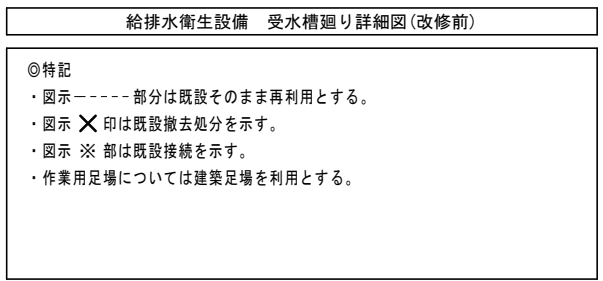 給排水衛生設備　受水槽廻り詳細図(改修前)
◎特記
・図示－----部分は既設そのまま再利用とする。
・図示 ✕ 印は既設撤去処分を示す。
・図示 ※ 部は既設接続を示す。
・作業用足場については建築足場を利用とする。